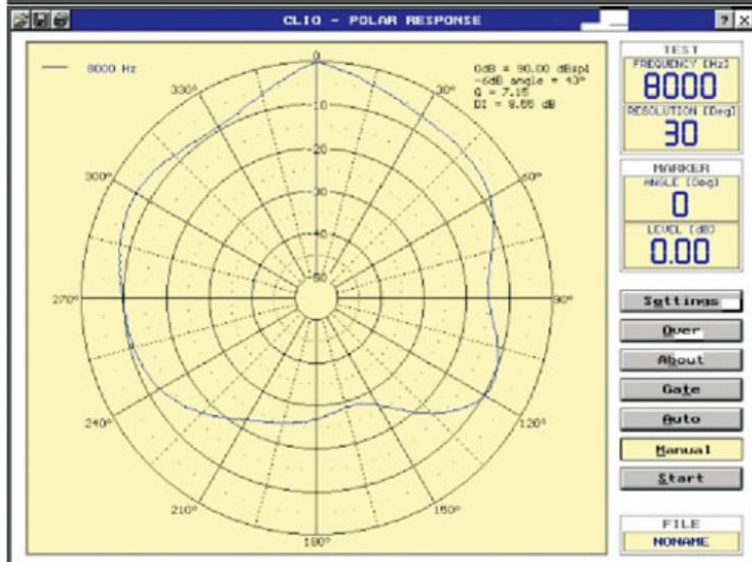 CLIO - POLAR RESPONSE
? X
8000 Hz
0dB = 90.00 dBspl
-6dB angle = 43°
Q = 7.15
DI = 8.55 dB
0
330°
30°
-10
-20
300°
60°
-30
-40
-50
270°
90°
240°
120°
210°
150°
180°
TEST
FREQUENCY [Hz]
8000
RESOLUTION [Deg]
30
MARKER
ANGLE [Deg]
0
LEVEL [dB]
0.00
Settings
Over
About
Gate
Auto
Manual
Start
FILE
NONAME